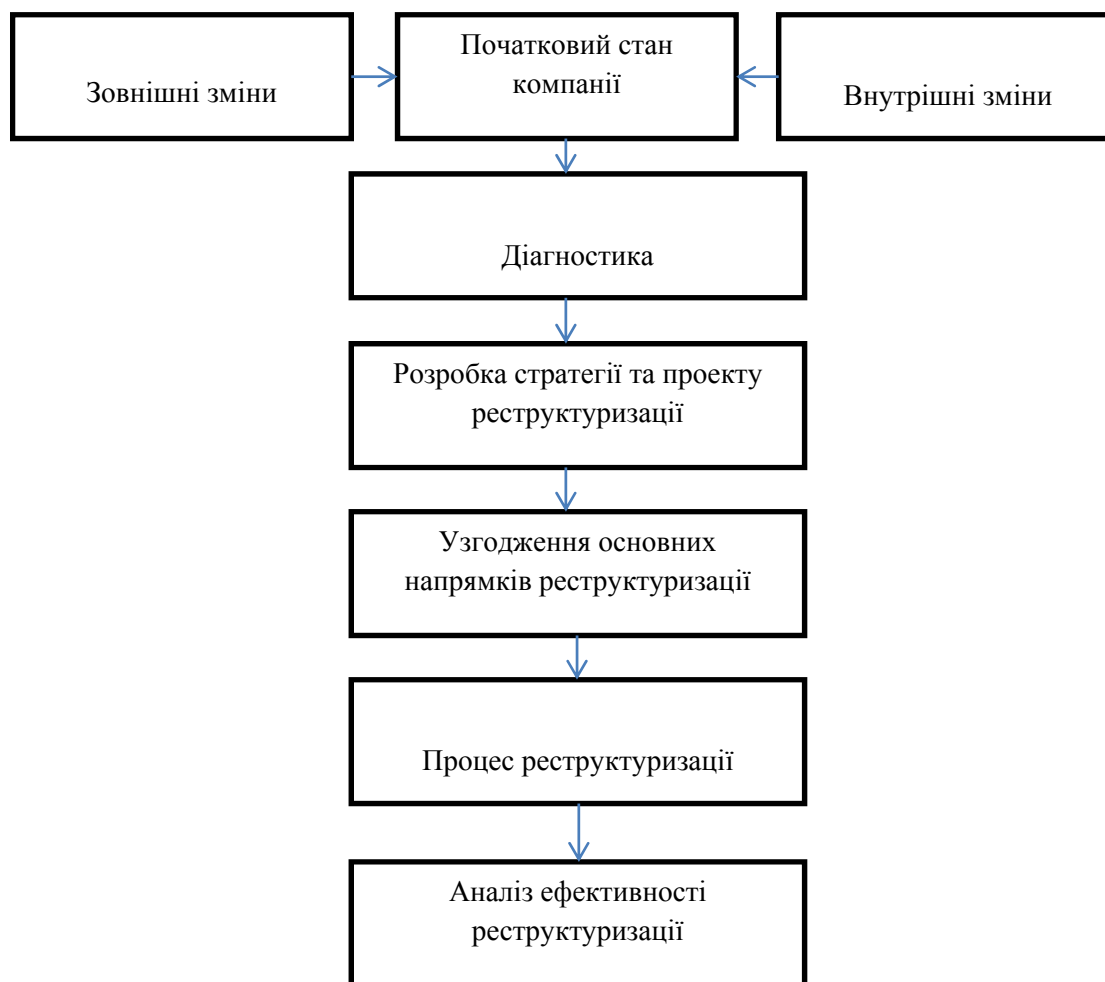 Зовнішні зміни
Початковий стан
компанії
Внутрішні зміни
Діагностика
Розробка стратегії та проекту
реструктуризації
Узгодження основних
напрямків реструктуризації
Процес реструктуризації
Аналіз ефективності
реструктуризації